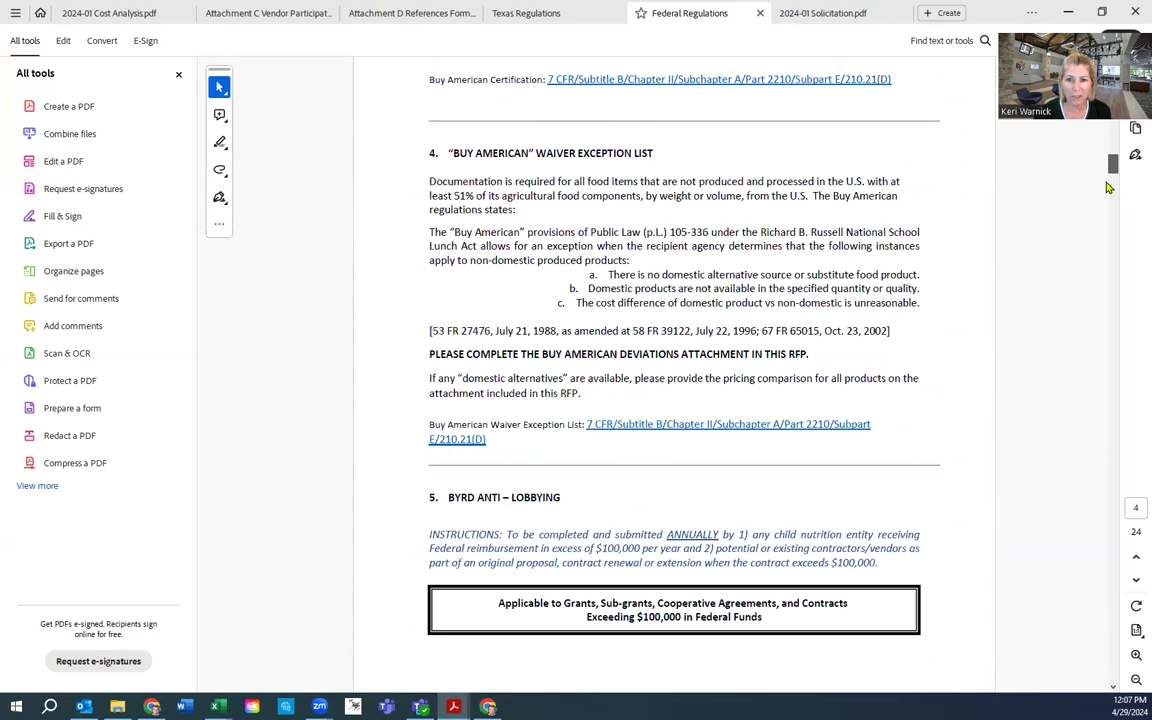 2024-01 Cost Analysis.pdf
Attachment C Vendor Participat...
Attachment D References Form...
Texas Regulations
Federal Regulations
2024-01 Solicitation.pdf
+ Create
All tools
Edit
Convert
E-Sign
Find text or tools
Keri Warnick
All tools
Create a PDF
Combine files
Edit a PDF
Request e-signatures
Fill & Sign
Export a PDF
Organize pages
Send for comments
Add comments
Scan & OCR
Protect a PDF
Prepare a form
Redact a PDF
Compress a PDF
View more
Get PDFs e-signed. Recipients sign
online for free.
Request e-signatures
Buy American Certification: 7 CFR/Subtitle B/Chapter II/Subchapter A/Part 2210/Subpart E/210.21(D)
4. “BUY AMERICAN” WAIVER EXCEPTION LIST
Documentation is required for all food items that are not produced and processed in the U.S. with at
least 51% of its agricultural food components, by weight or volume, from the U.S. The Buy American
regulations states:
The “Buy American” provisions of Public Law (p.L.) 105-336 under the Richard B. Russell National School
Lunch Act allows for an exception when the recipient agency determines that the following instances
apply to non-domestic produced products:
a. There is no domestic alternative source or substitute food product.
b. Domestic products are not available in the specified quantity or quality.
c. The cost difference of domestic product vs non-domestic is unreasonable.
[53 FR 27476, July 21, 1988, as amended at 58 FR 39122, July 22, 1996; 67 FR 65015, Oct. 23, 2002]
PLEASE COMPLETE THE BUY AMERICAN DEVIATIONS ATTACHMENT IN THIS RFP.
If any “domestic alternatives” are available, please provide the pricing comparison for all products on the
attachment included in this RFP.
Buy American Waiver Exception List: 7 CFR/Subtitle B/Chapter II/Subchapter A/Part 2210/Subpart
E/210.21(D)
5. BYRD ANTI – LOBBYING
INSTRUCTIONS: To be completed and submitted ANNUALLY by 1) any child nutrition entity receiving
Federal reimbursement in excess of $100,000 per year and 2) potential or existing contractors/vendors as
part of an original proposal, contract renewal or extension when the contract exceeds $100,000.
Applicable to Grants, Sub-grants, Cooperative Agreements, and Contracts
Exceeding $100,000 in Federal Funds
4
24
12:07 PM
4/29/2024